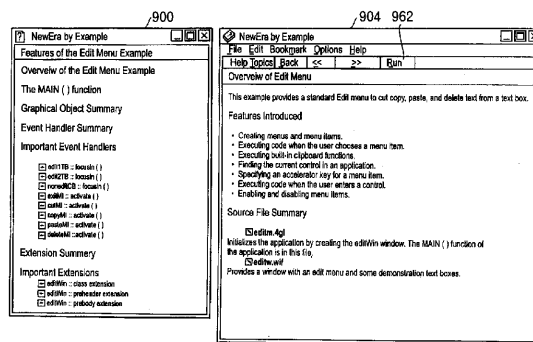 900
NewEra by Example
Features of the Edit Menu Example
Overveiw of the Edit Menu Example
The MAIN ( ) function
Graphical Object Summary
Event Handler Summary
Important Event Handlers
edit1TB :: focusin ( )
edit2TB :: focusin ( )
nonedtCB :: focusin ( )
exitMI :: activate ( )
cutMI :: activate ( )
copyMI :: activate ( )
pasteMI :: activate ( )
deleteMI :: activate ( )
Extension Summary
Important Extensions
editWin :: class extension
editWin :: preheader extension
editWin :: prebody extension
904
962
NewEra by Example
File Edit Bookmark Options Help
Help Topics Back << >> Run
Overveiw of Edit Menu
This example provides a standard Edit menu to cut copy, paste, and delete text from a text box.
Features Introduced
• Creating menus and menu items.
• Executing code when the user chooses a menu item.
• Executing built-in clipboard functions.
• Finding the current control in an application.
• Specifying an accelerator key for a menu item.
• Executing code when the user enters a control.
• Enabling and disabling menu items.
Source File Summary
editm.4gl
Initializes the application by creating the editWin window. The MAIN ( ) function of
the application is in this file,
editw.wif
Provides a window with an edit menu and some demonstration text boxes.